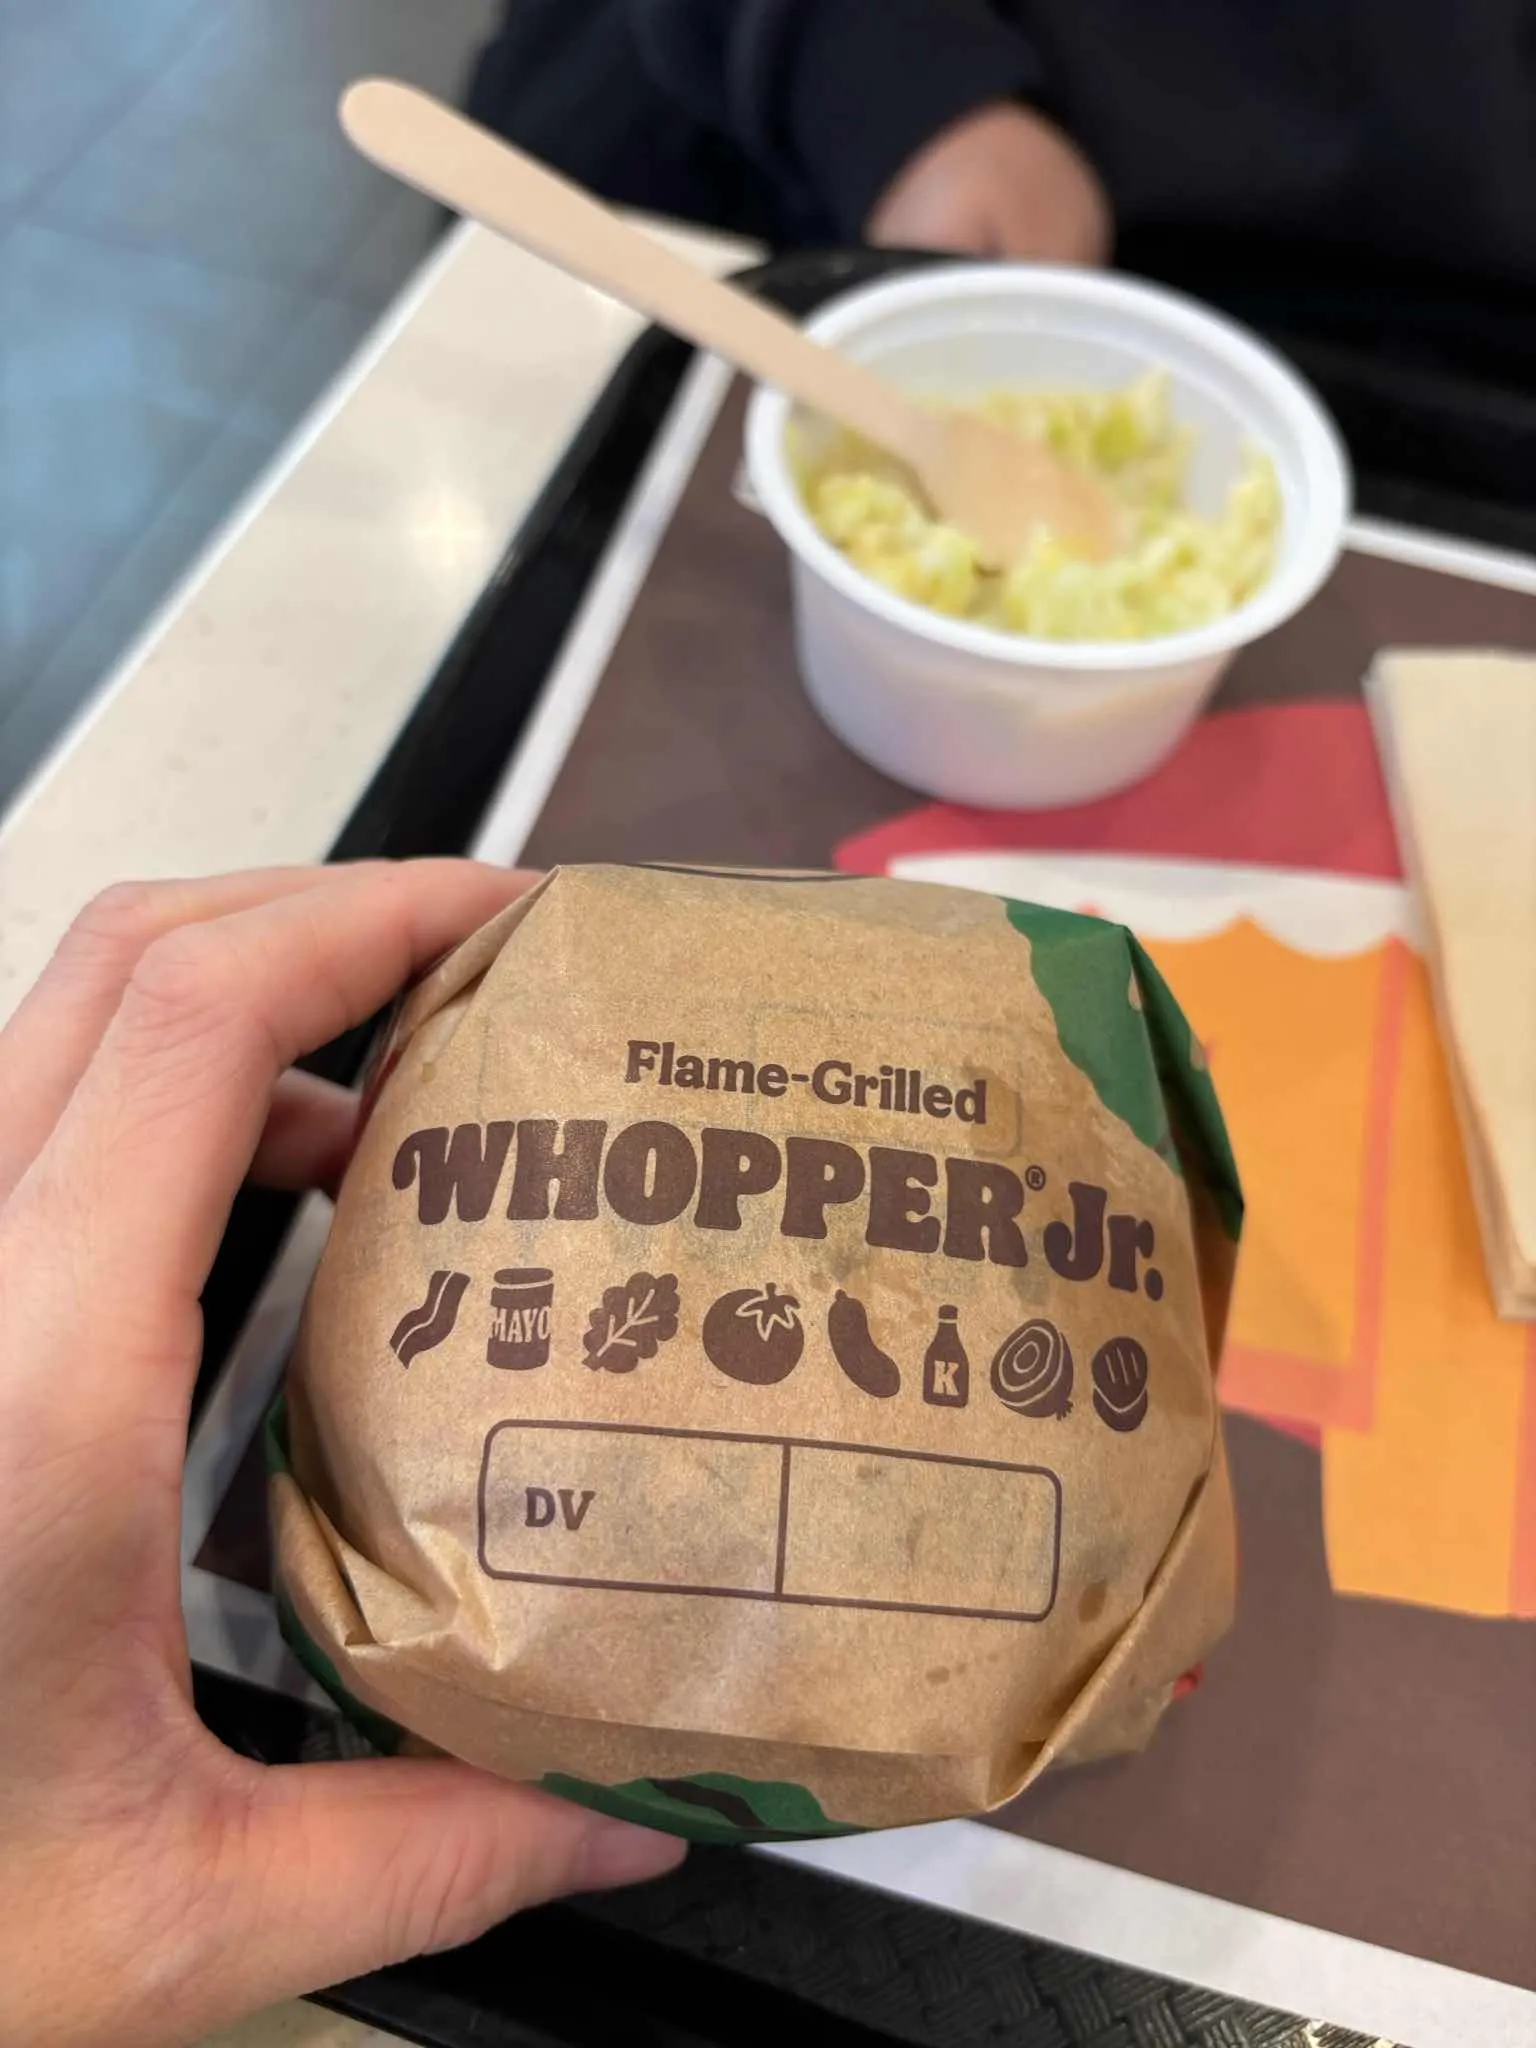 Flame-Grilled
WHOPPER® Jr.
MAYO
K
DV